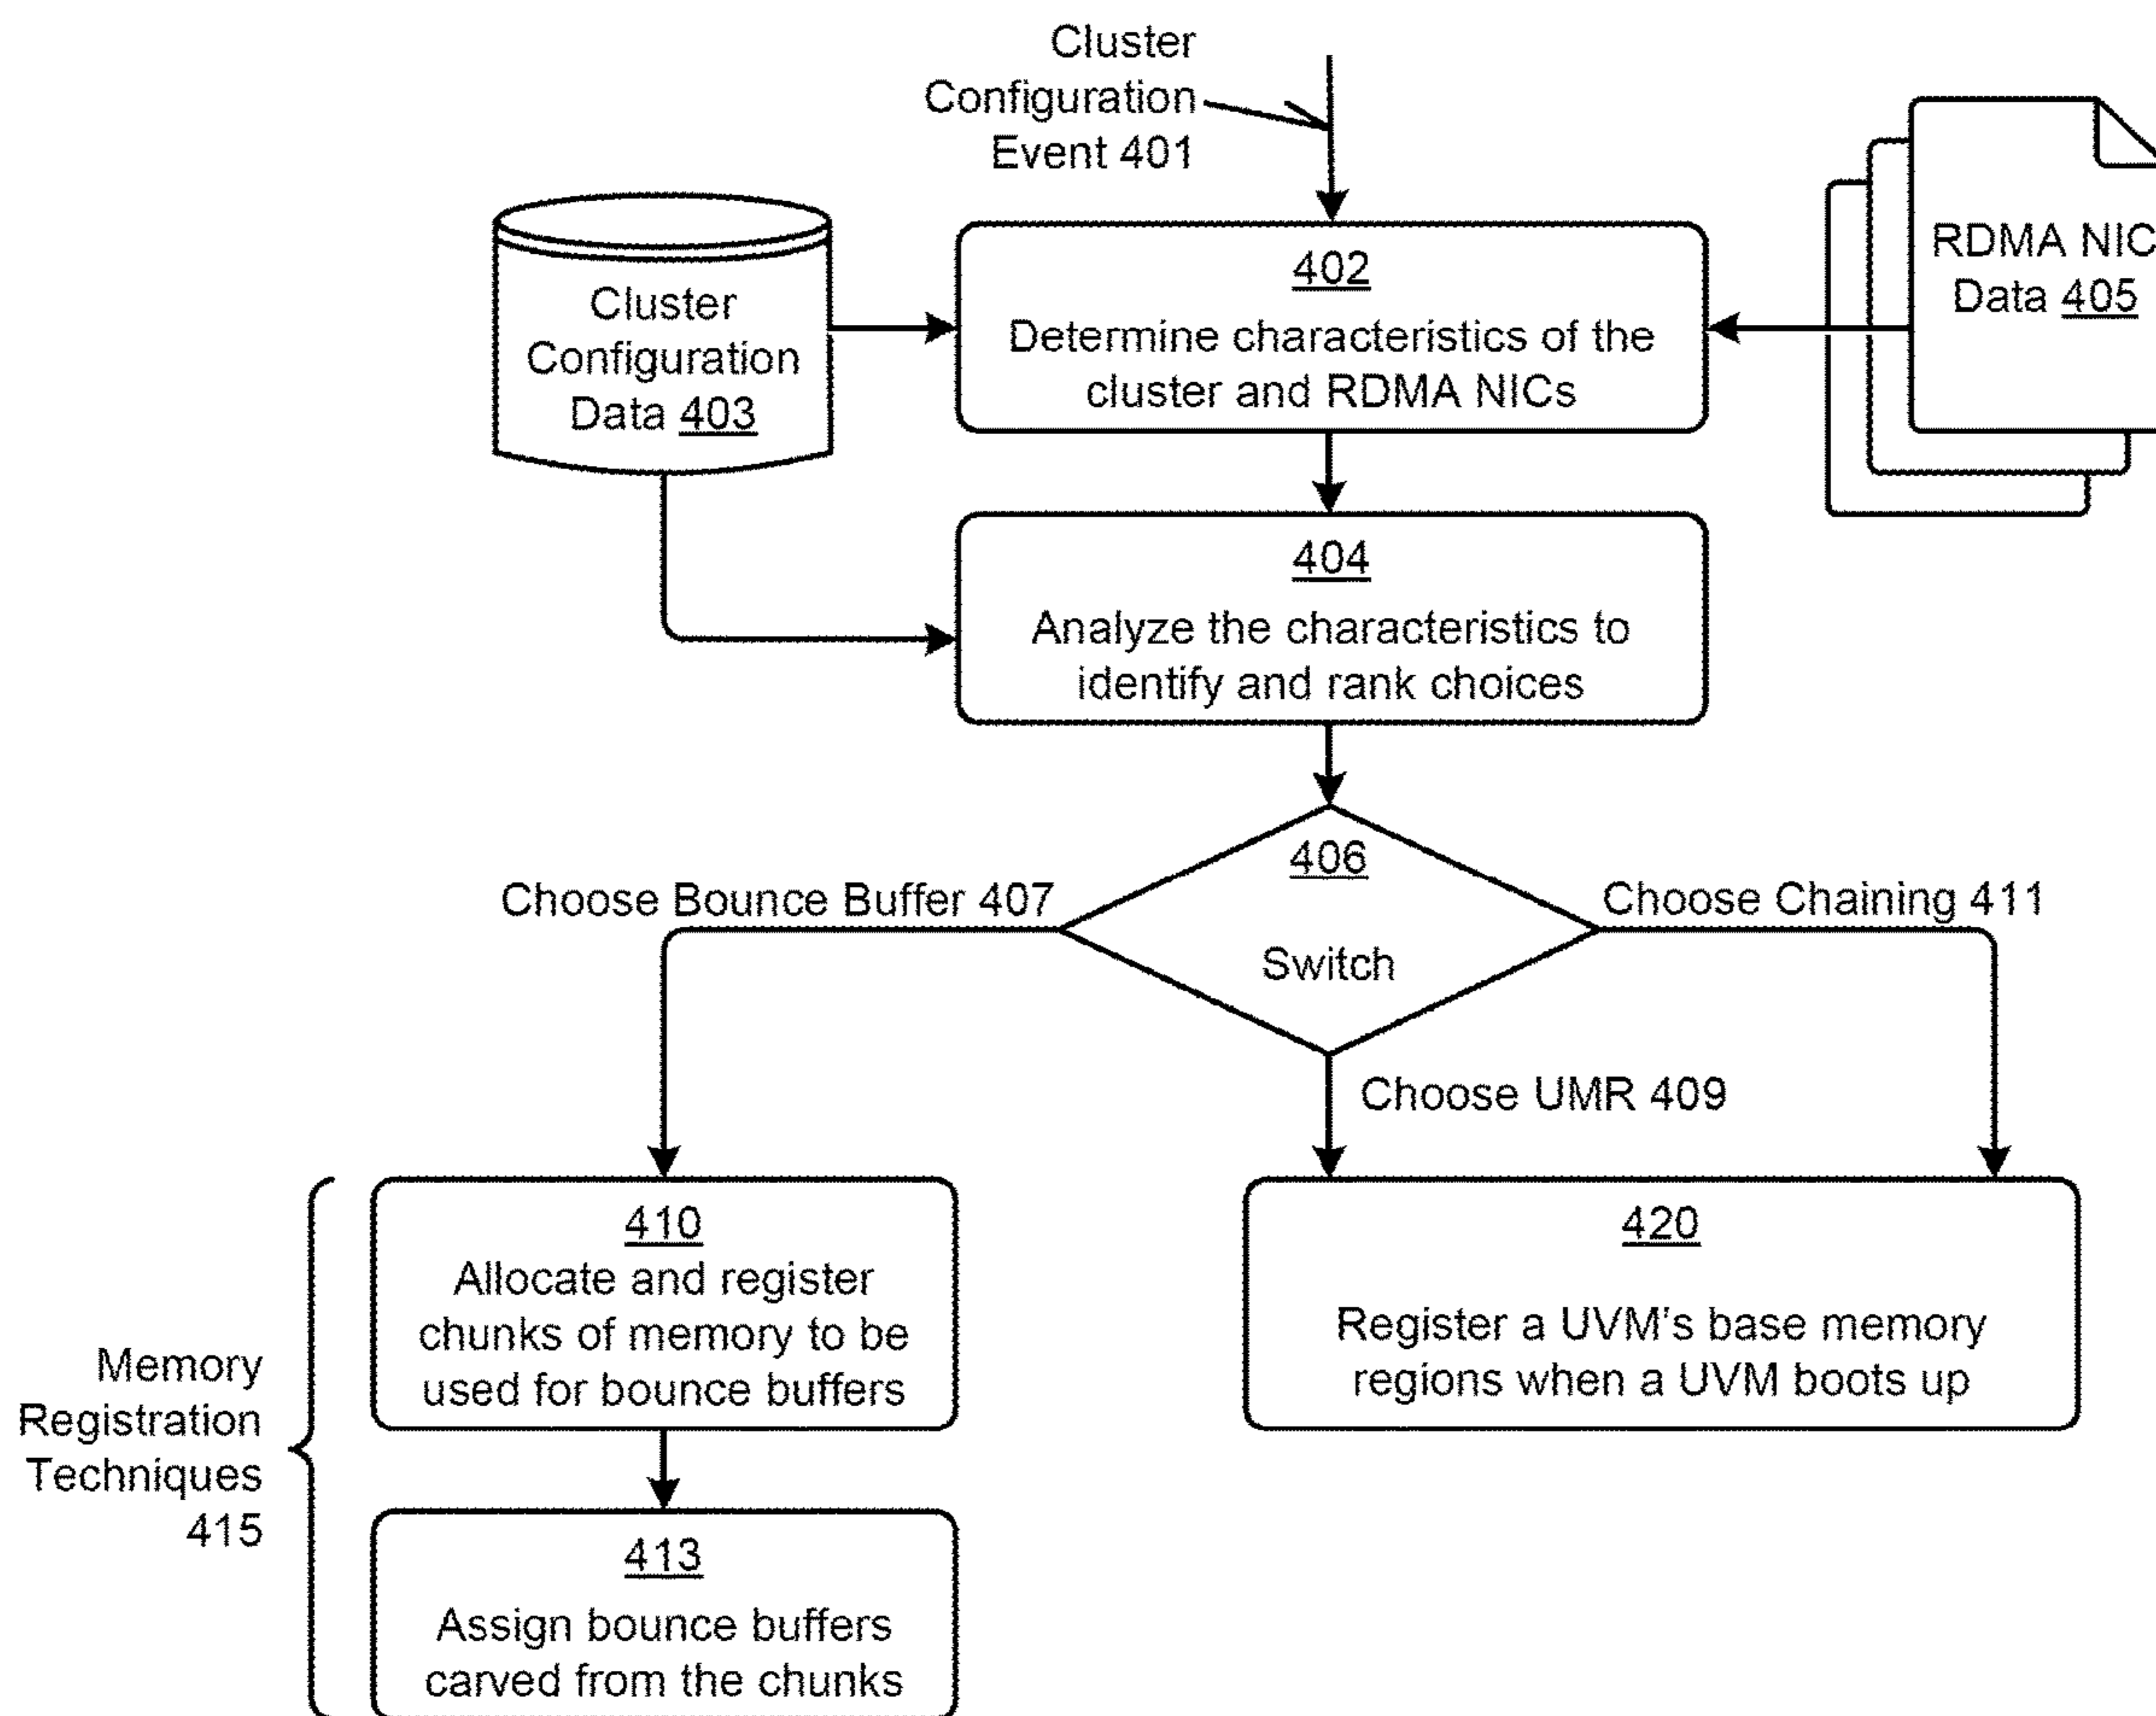 Cluster
Configuration
Event 401
Cluster
Configuration
Data 403
402
Determine characteristics of the
cluster and RDMA NICs
RDMA NIC
Data 405
404
Analyze the characteristics to
identify and rank choices
406
Switch
Choose Bounce Buffer 407
Choose Chaining 411
Choose UMR 409
Memory
Registration
Techniques
415
410
Allocate and register
chunks of memory to be
used for bounce buffers
420
Register a UVM's base memory
regions when a UVM boots up
413
Assign bounce buffers
carved from the chunks